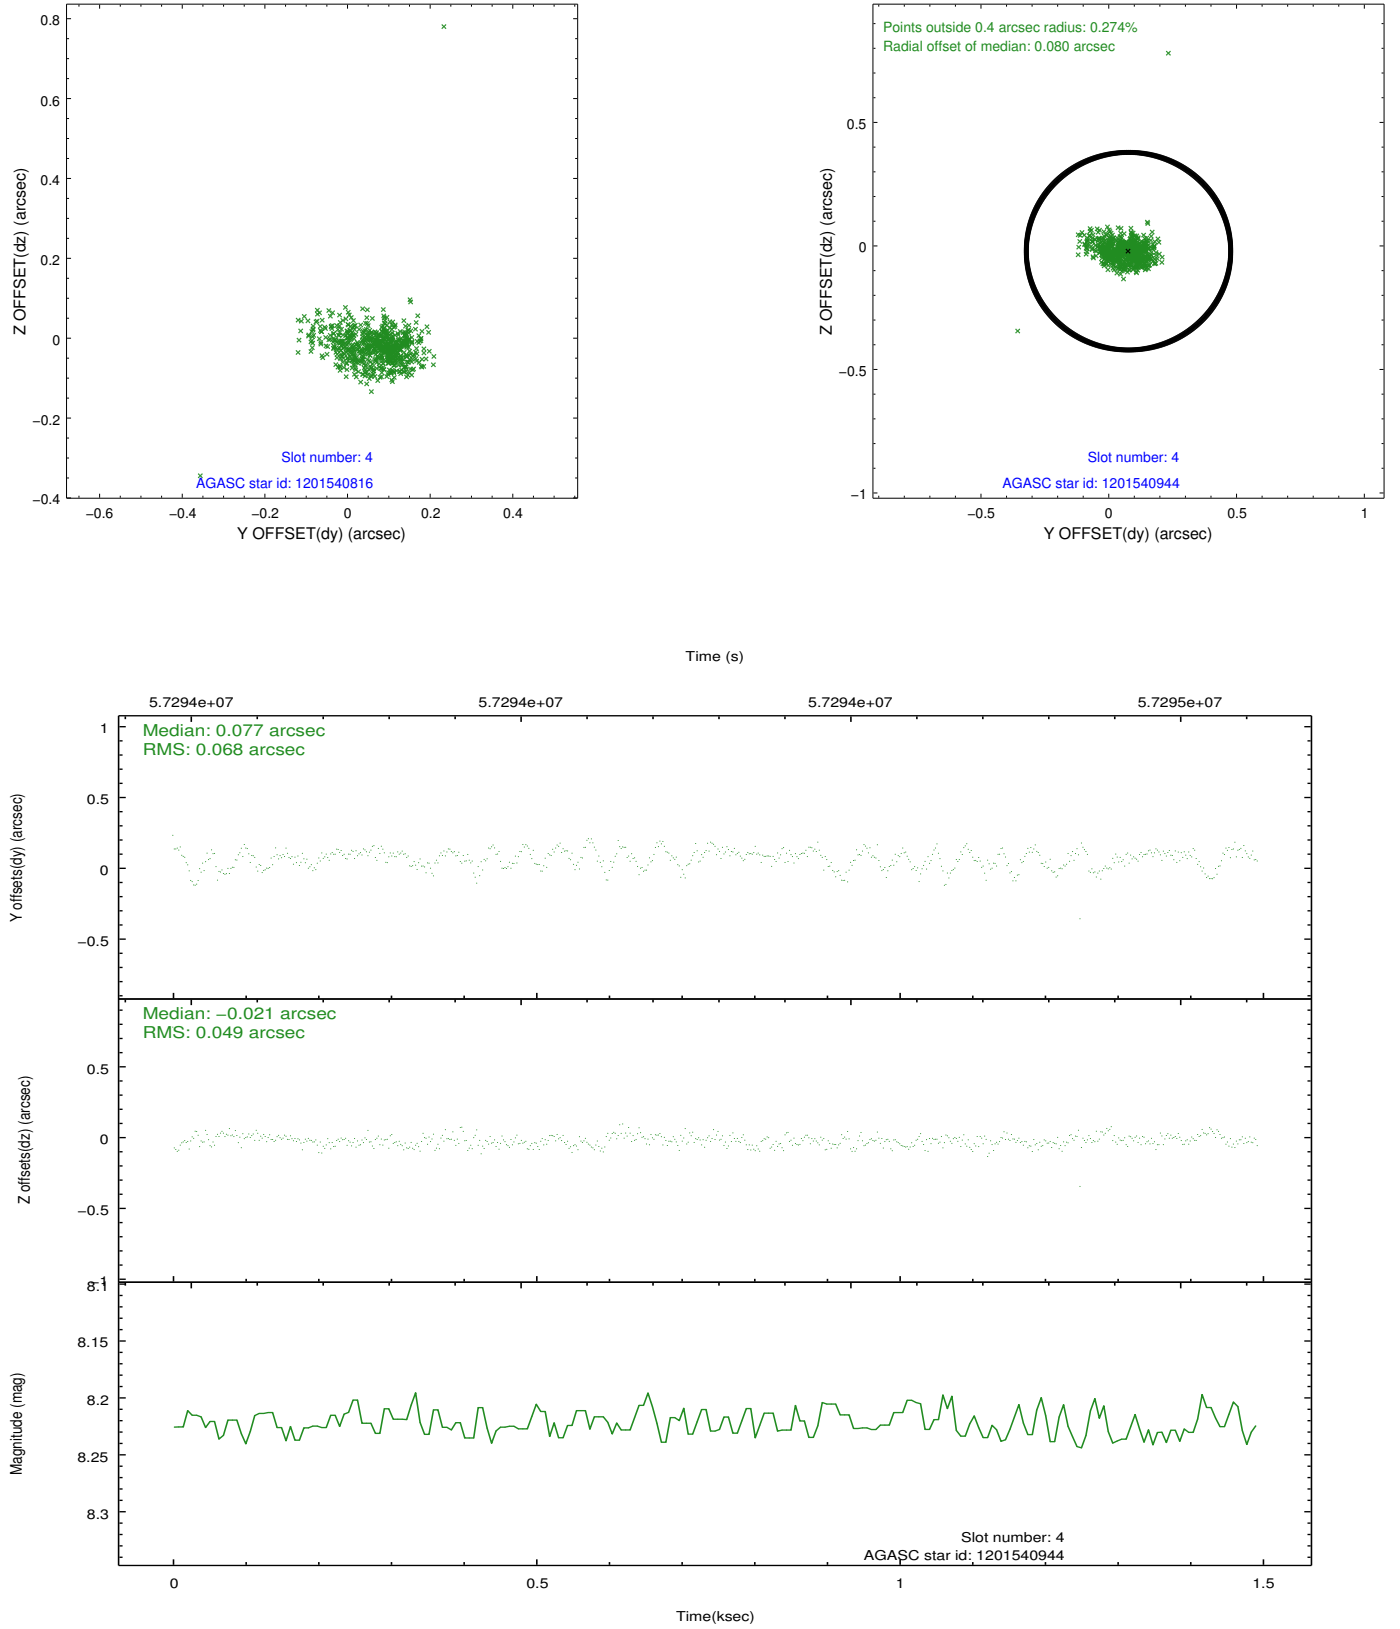 0.8
0.6
0.4
0.2
0
−0.2
−0.4
Z OFFSET(dz) (arcsec)
Slot number: 4
AGASC star id: 1201540816
−0.6
−0.4
−0.2
0
0.2
0.4
Y OFFSET(dy) (arcsec)
Points outside 0.4 arcsec radius: 0.274%
Radial offset of median: 0.080 arcsec
0.5
0
−0.5
−1
Z OFFSET(dz) (arcsec)
Slot number: 4
AGASC star id: 1201540944
−0.5
0
0.5
1
Y OFFSET(dy) (arcsec)
Time (s)
5.7294e+07
5.7294e+07
5.7294e+07
5.7295e+07
Median: 0.077 arcsec
RMS: 0.068 arcsec
1
0.5
0
−0.5
Y offsets(dy) (arcsec)
Median: −0.021 arcsec
RMS: 0.049 arcsec
0.5
0
−0.5
−1
Z offsets(dz) (arcsec)
8.1
8.15
8.2
8.25
8.3
Magnitude (mag)
Slot number: 4
AGASC star id: 1201540944
0
0.5
1
1.5
Time(ksec)